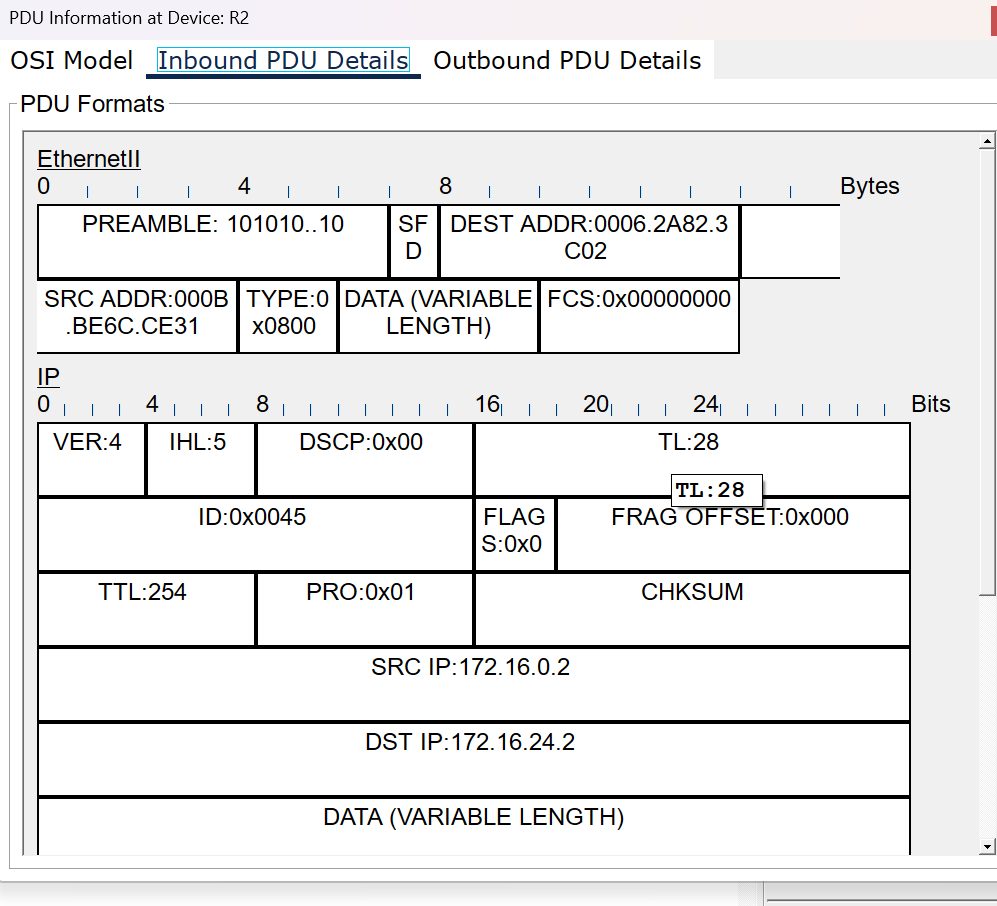 PDU Information at Device: R2
OSI Model Inbound PDU Details Outbound PDU Details
PDU Formats
EthernetII
0 4 8 Bytes
PREAMBLE: 101010..10 SF DEST ADDR:0006.2A82.3
D C02
SRC ADDR:000B TYPE:0 DATA (VARIABLE FCS:0x00000000
.BE6C.CE31 x0800 LENGTH)
IP
0 4 8 16 20 24 Bits
VER:4 IHL:5 DSCP:0x00 TL:28
TL:28
ID:0x0045 FLAG FRAG OFFSET:0x000
S:0x0
TTL:254 PRO:0x01 CHKSUM
SRC IP:172.16.0.2
DST IP:172.16.24.2
DATA (VARIABLE LENGTH)